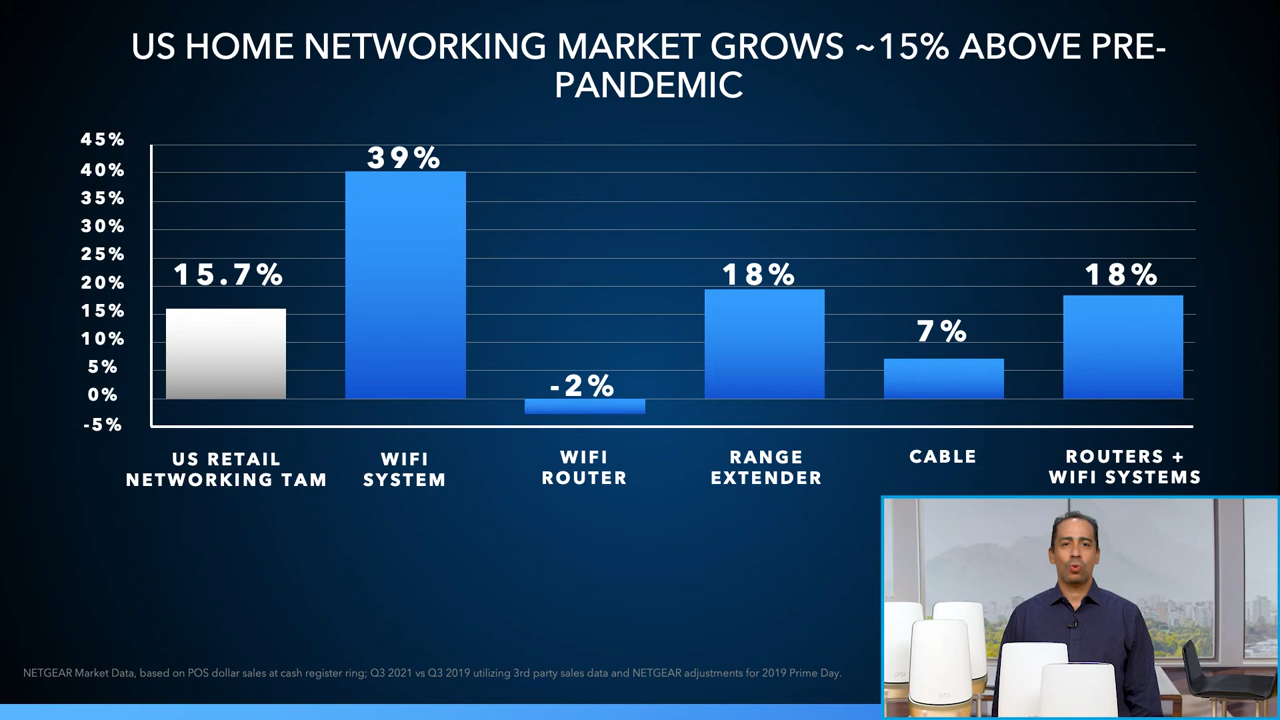 US HOME NETWORKING MARKET GROWS ~15% ABOVE PRE-
PANDEMIC
45%
40%
35%
30%
25%
20%
15%
10%
5%
0%
-5%
15.7%
39%
-2%
18%
7%
18%
US RETAIL
NETWORKING TAM
WIFI
SYSTEM
WIFI
ROUTER
RANGE
EXTENDER
CABLE
ROUTERS +
WIFI SYSTEMS
NETGEAR Market Data, based on POS dollar sales at cash register ring; Q3 2021 vs Q3 2019 utilizing 3rd party sales data and NETGEAR adjustments for 2019 Prime Day.